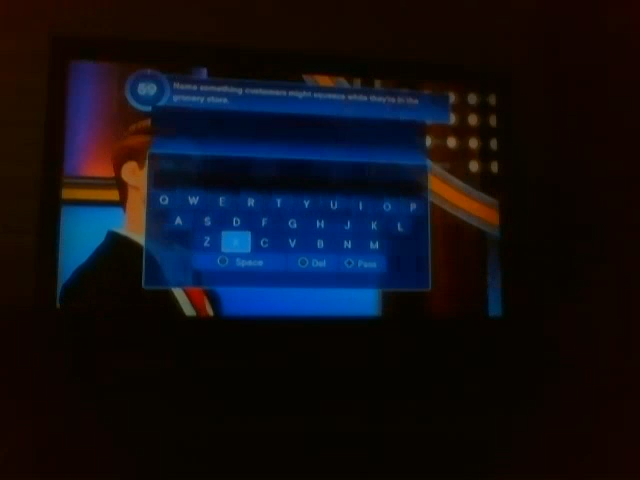 59
Name something customers might squeeze while they're in the
grocery store.
Q W E R T Y U I O P
A S D F G H J K L
Z X C V B N M
Space Del Pass